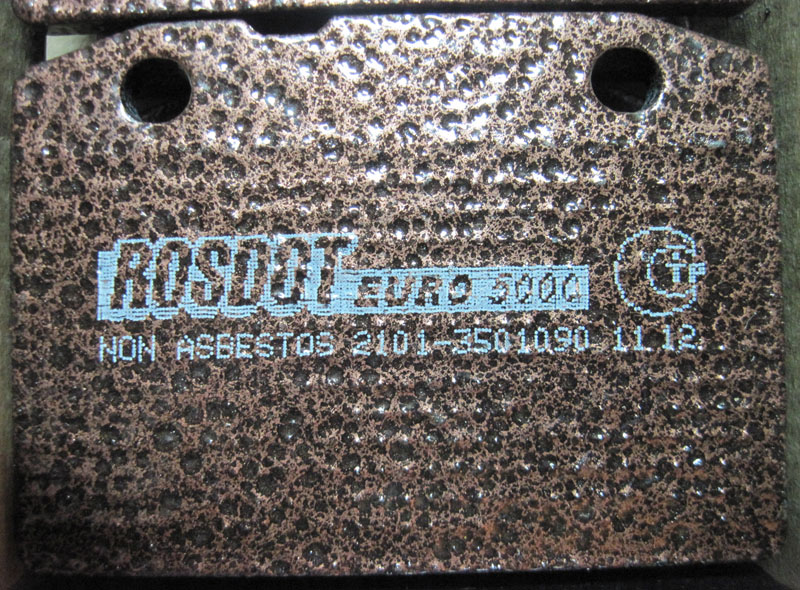 ROSDOT EURO 5000
NON ASBESTOS 2101-3501090 11.12.